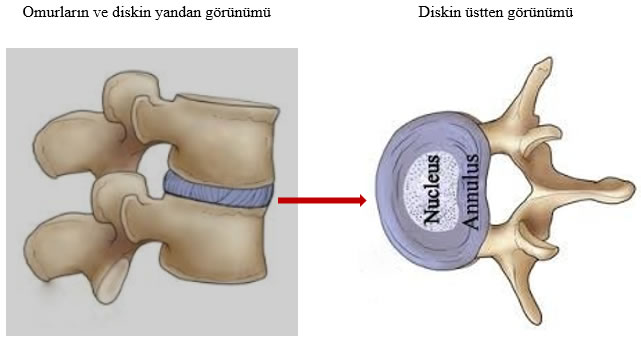 Omurların ve diskin yandan görünümü
Diskin üstten görünümü
Nucleus
Annulus